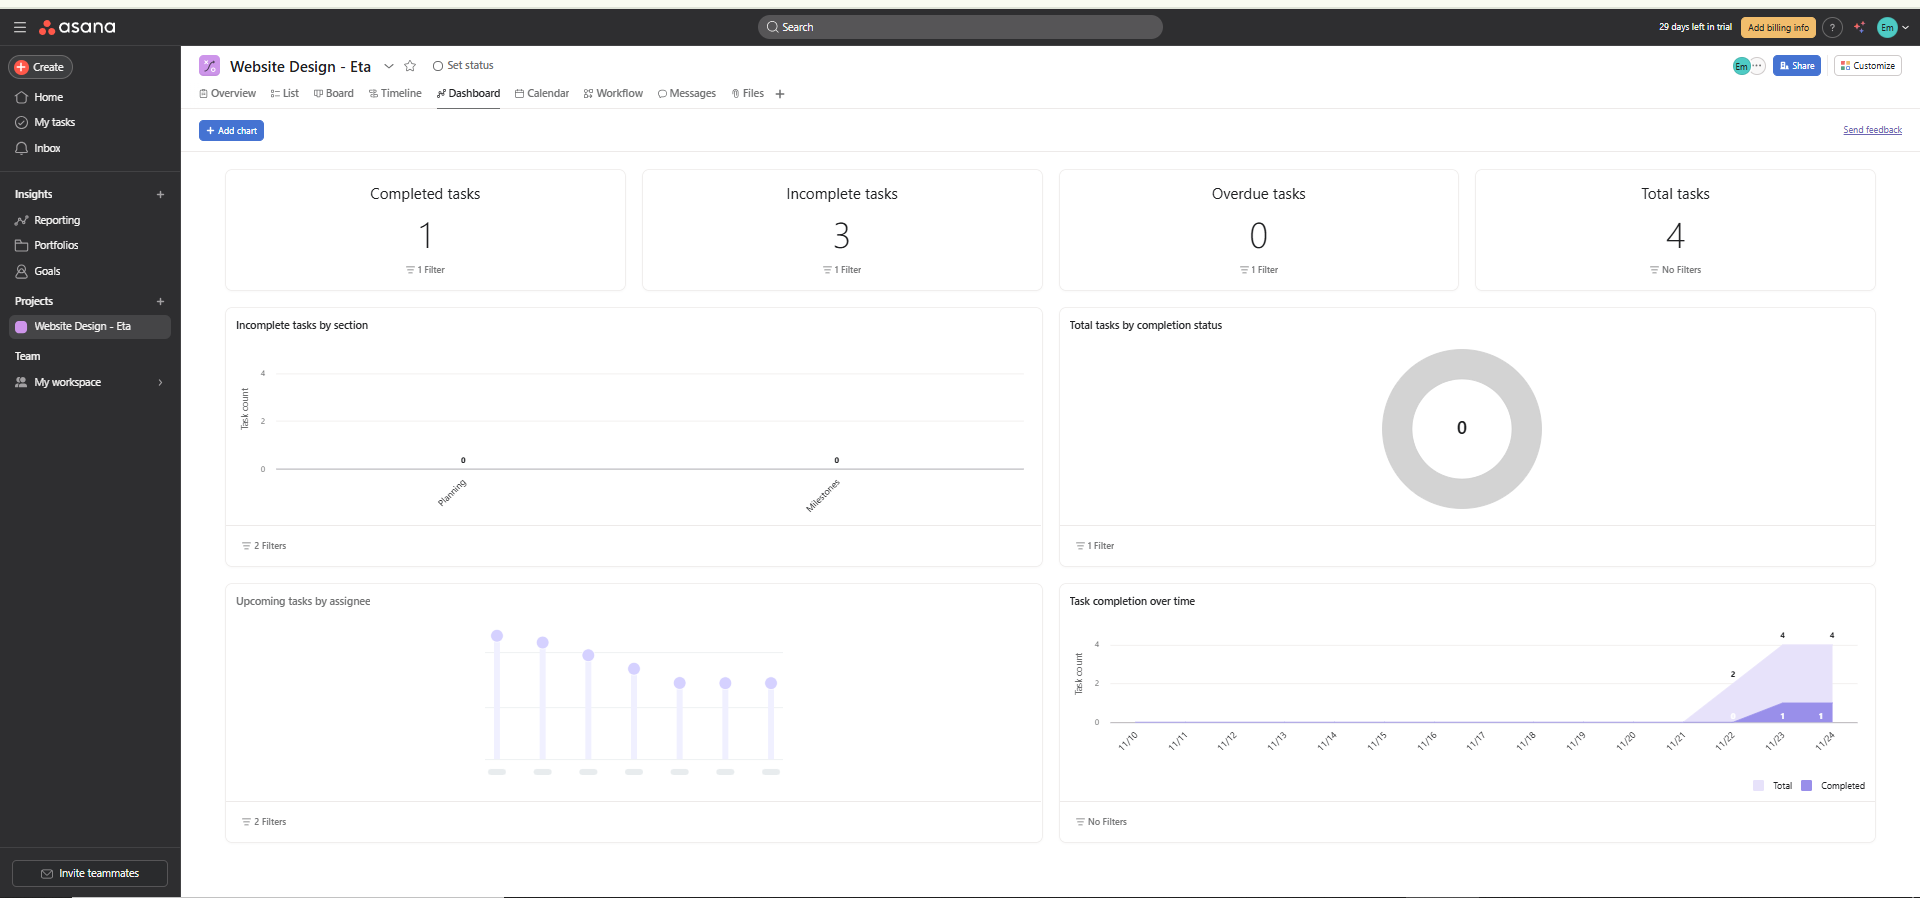 asana
Search
29 days left in trial
Add billing info
?
Em
Create
Home
My tasks
Inbox
Insights
Reporting
Portfolios
Goals
Projects
Website Design - Eta
Team
My workspace
Invite teammates
Website Design - Eta
Set status
Em
Share
Customize
Overview
List
Board
Timeline
Dashboard
Calendar
Workflow
Messages
Files
+ Add chart
Send feedback
Completed tasks
1
1 Filter
Incomplete tasks
3
1 Filter
Overdue tasks
0
1 Filter
Total tasks
4
No Filters
Incomplete tasks by section
Task count
4
2
0
0
0
Planning
Milestones
2 Filters
Total tasks by completion status
0
1 Filter
Upcoming tasks by assignee
2 Filters
Task completion over time
Task count
4
2
0
2
4
4
0
1
1
11/10
11/11
11/12
11/13
11/14
11/15
11/16
11/17
11/18
11/19
11/20
11/21
11/22
11/23
11/24
Total
Completed
No Filters